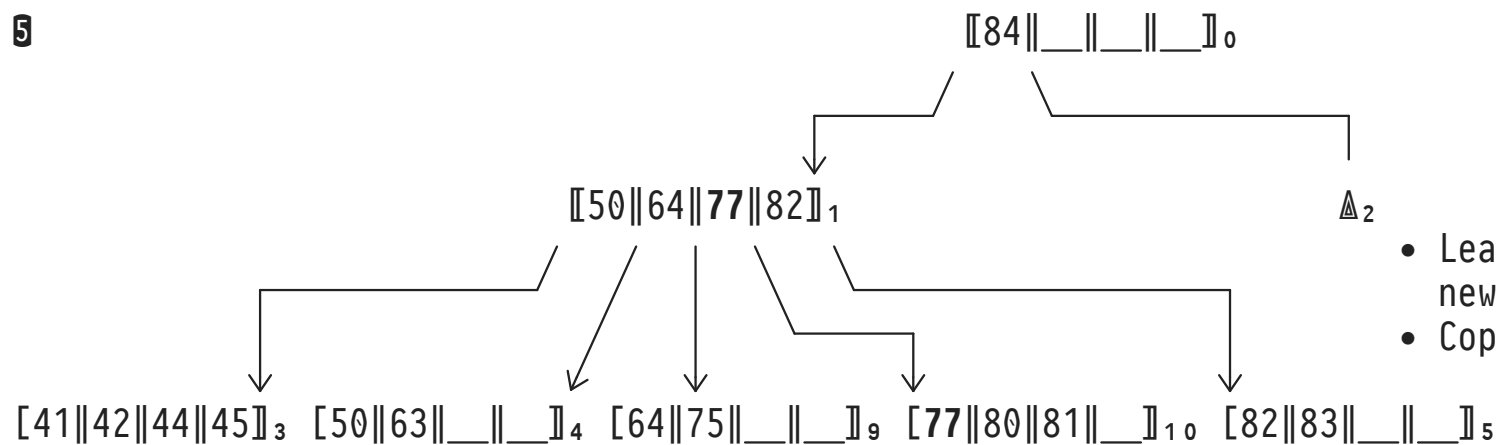 5 ⟦84‖__‖__‖__⟧₀
⟦50‖64‖77‖82⟧₁ ◬₂
• Lea
new
• Cop
[41‖42‖44‖45⟧₃ [50‖63‖__‖__⟧₄ [64‖75‖__‖__⟧₉ [77‖80‖81‖__⟧₁₀ [82‖83‖__‖__⟧₅